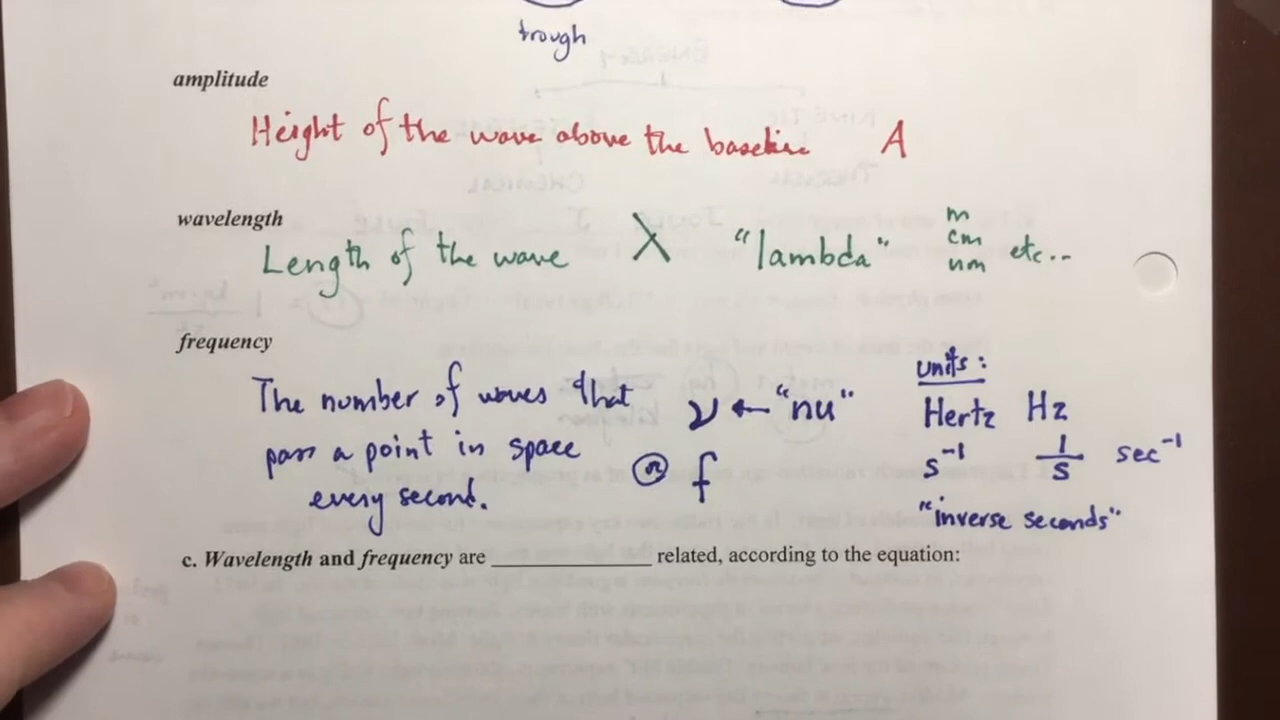 trough
amplitude
Height of the wave above the baseline A
wavelength
Length of the wave λ "lambda" m cm nm etc..
frequency
The number of waves that
pass a point in space
every second.
ν ← "nu"
or f
units:
Hertz Hz
s⁻¹ 1/s sec⁻¹
"inverse seconds"
c. Wavelength and frequency are ______________ related, according to the equation: